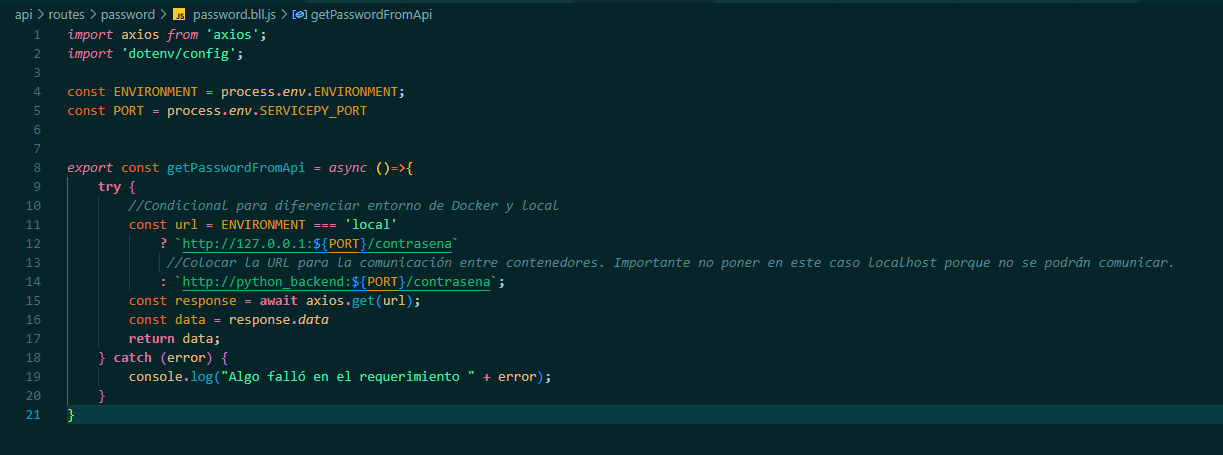 api > routes > password > JS password.bll.js > getPasswordFromApi
1 import axios from 'axios';
2 import 'dotenv/config';
3
4 const ENVIRONMENT = process.env.ENVIRONMENT;
5 const PORT = process.env.SERVICEPY_PORT
6
7
8 export const getPasswordFromApi = async ()=>{
9     try {
10         //Condicional para diferenciar entorno de Docker y local
11         const url = ENVIRONMENT === 'local'
12             ? `http://127.0.0.1:${PORT}/contrasena`
13             //Colocar la URL para la comunicación entre contenedores. Importante no poner en este caso localhost porque no se podrán comunicar.
14             : `http://python_backend:${PORT}/contrasena`;
15         const response = await axios.get(url);
16         const data = response.data
17         return data;
18     } catch (error) {
19         console.log("Algo falló en el requerimiento " + error);
20     }
21 }